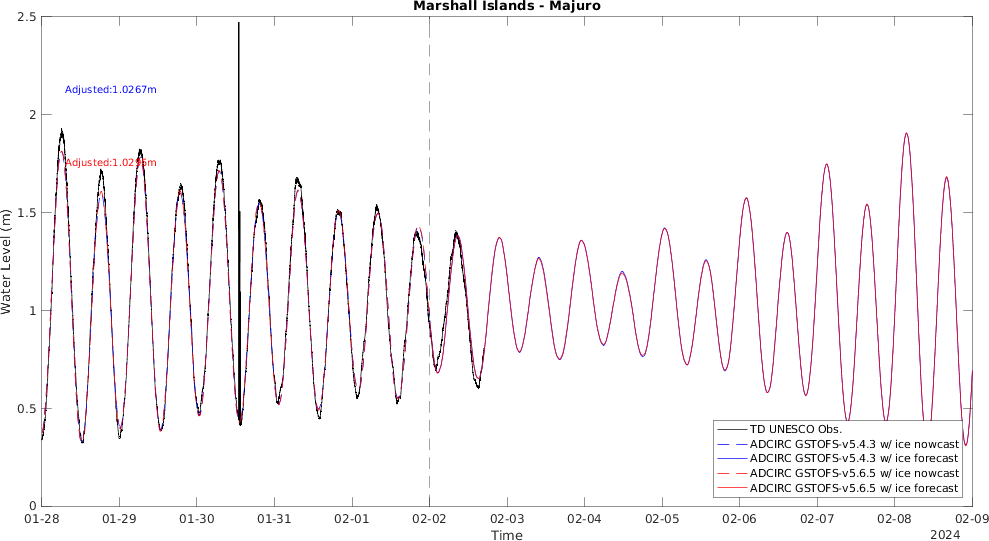 Marshall Islands - Majuro
2.5
Adjusted:1.0267m
2
Adjusted:1.0295m
1.5
Water Level (m)
1
0.5
TD UNESCO Obs.
ADCIRC GSTOFS-v5.4.3 w/ ice nowcast
ADCIRC GSTOFS-v5.4.3 w/ ice forecast
ADCIRC GSTOFS-v5.6.5 w/ ice nowcast
ADCIRC GSTOFS-v5.6.5 w/ ice forecast
0
01-28 01-29 01-30 01-31 02-01 02-02 02-03 02-04 02-05 02-06 02-07 02-08 02-09
Time
2024